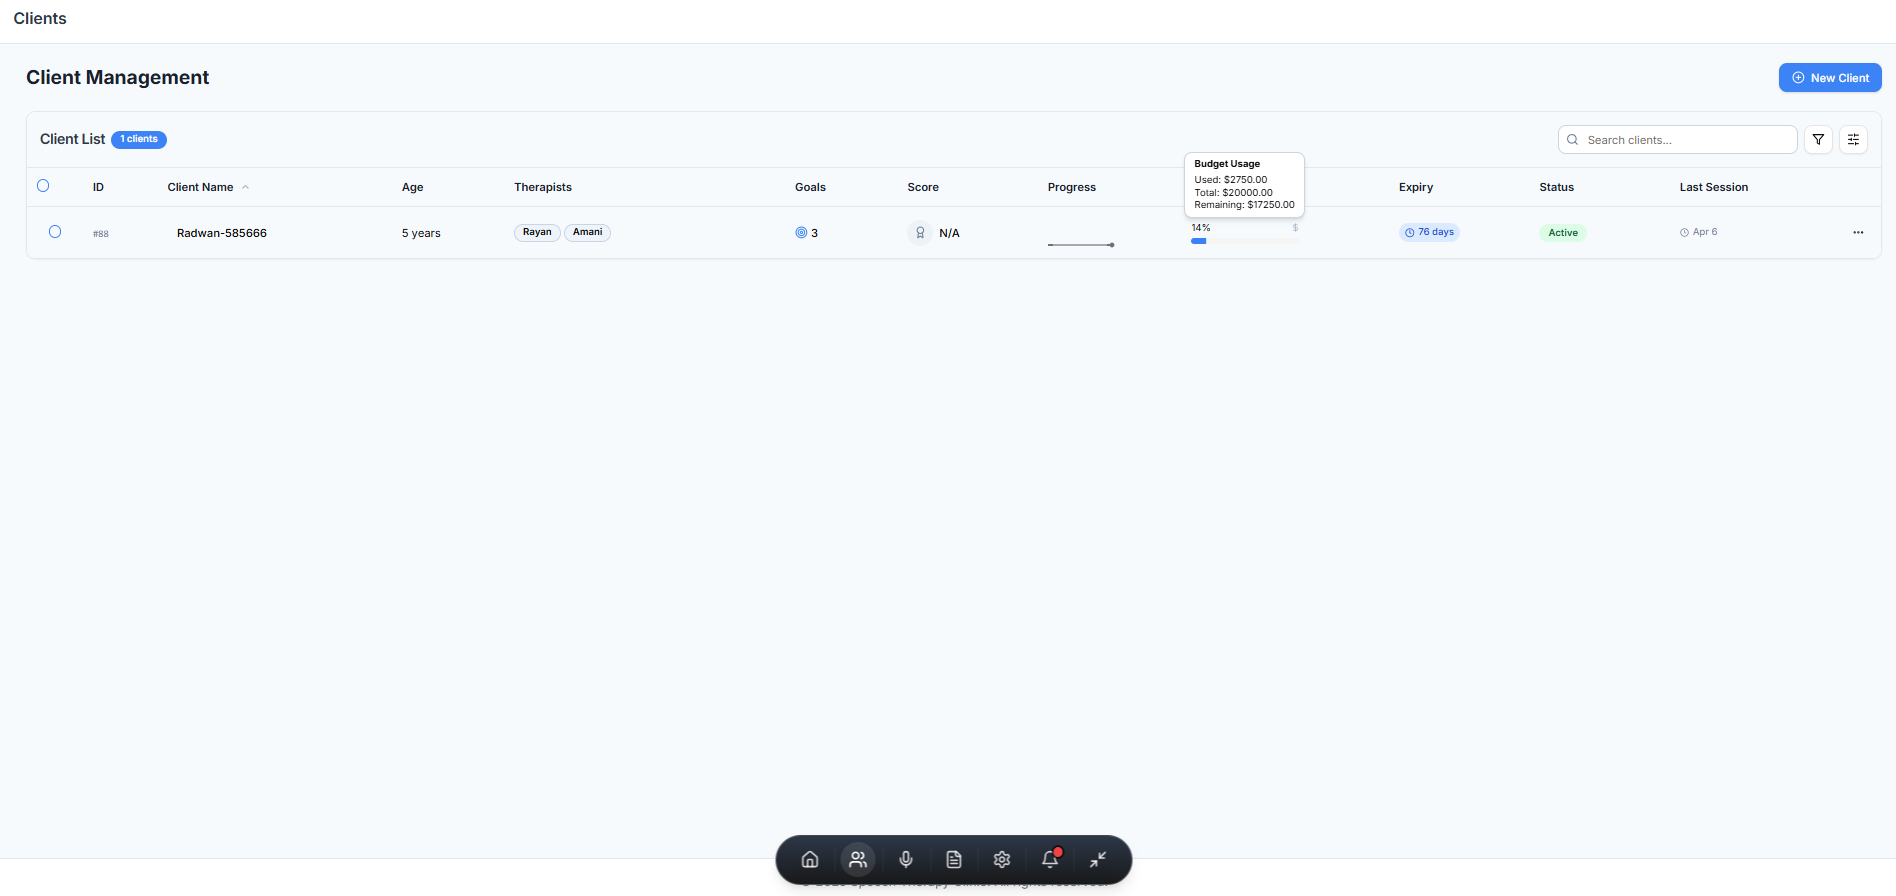 Clients
Client Management
New Client
Client List 1 clients
Search clients...
ID Client Name Age Therapists Goals Score Progress Expiry Status Last Session
Budget Usage
Used: $2750.00
Total: $20000.00
Remaining: $17250.00
#88 Radwan-585666 5 years Rayan Amani 3 N/A 14% $ 76 days Active Apr 6